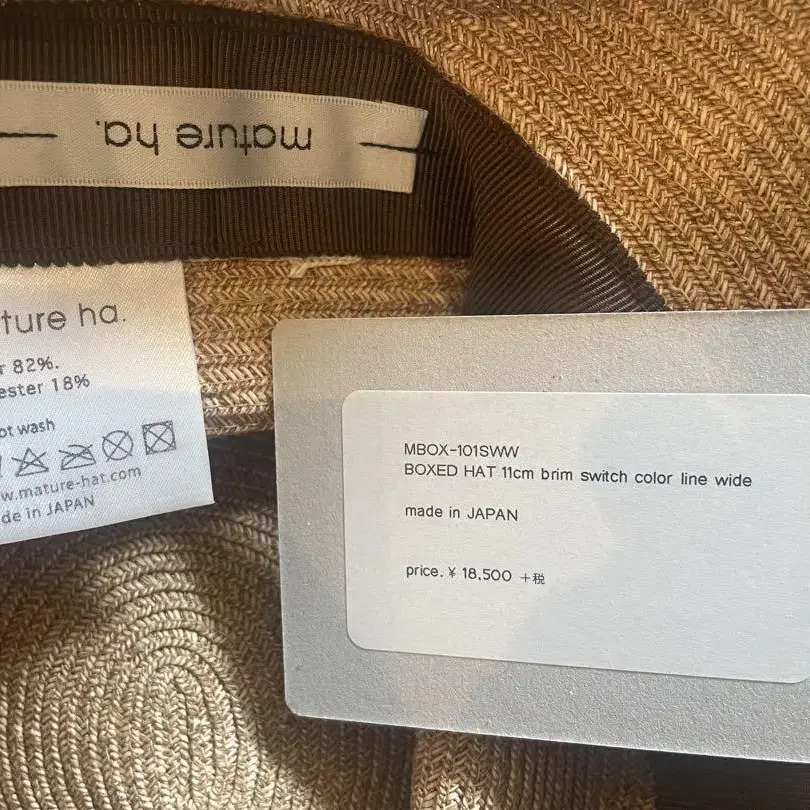 mature ha.
ture ha.
r 82%.
ester 18%
ot wash
w.mature-hat.com
de in JAPAN
MBOX-101SWW
BOXED HAT 11cm brim switch color line wide
made in JAPAN
price. ¥ 18,500 +税